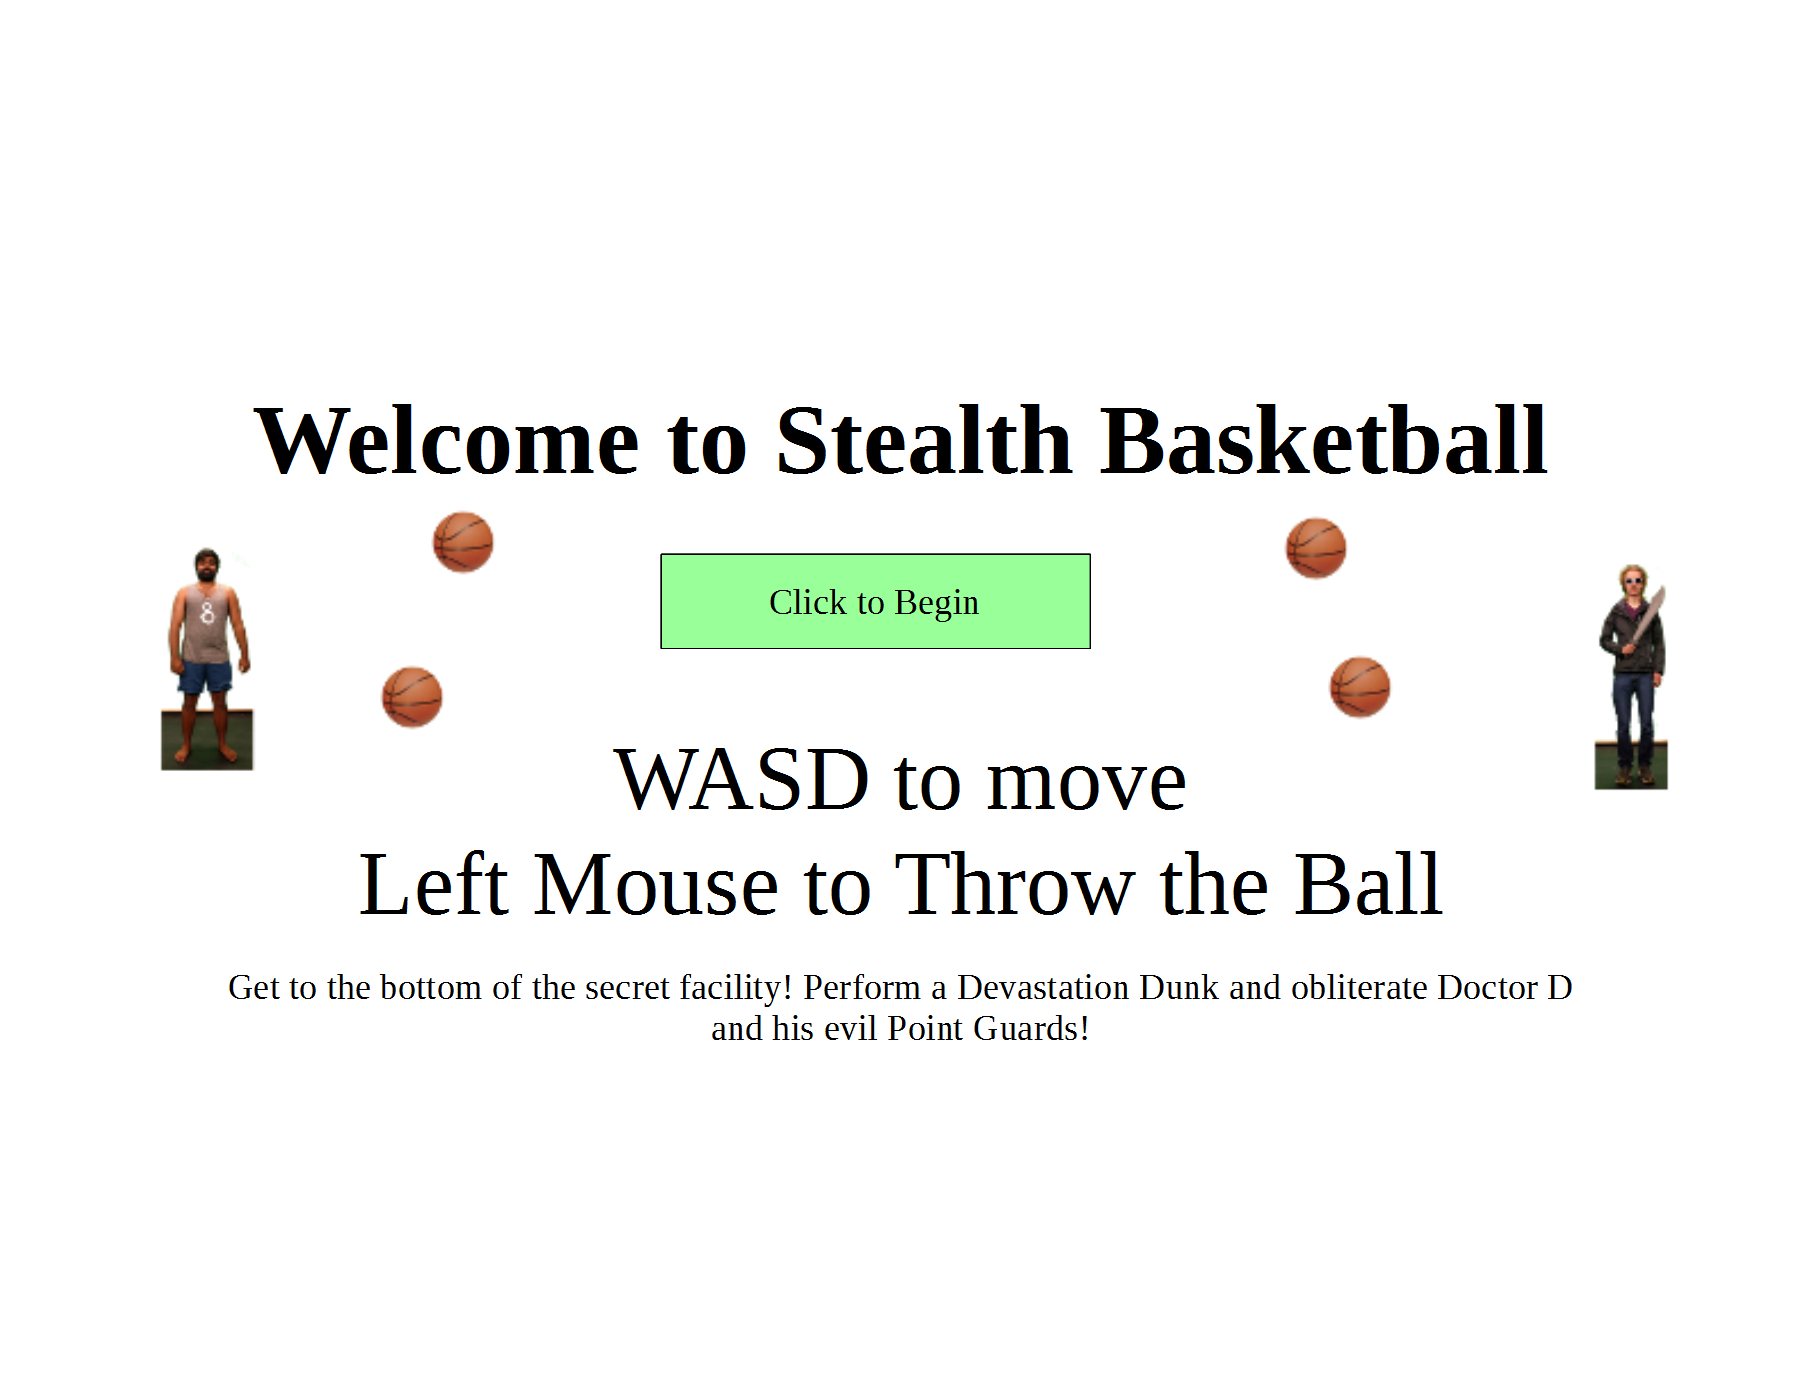 Welcome to Stealth Basketball
8
Click to Begin
WASD to move
Left Mouse to Throw the Ball
Get to the bottom of the secret facility! Perform a Devastation Dunk and obliterate Doctor D
and his evil Point Guards!